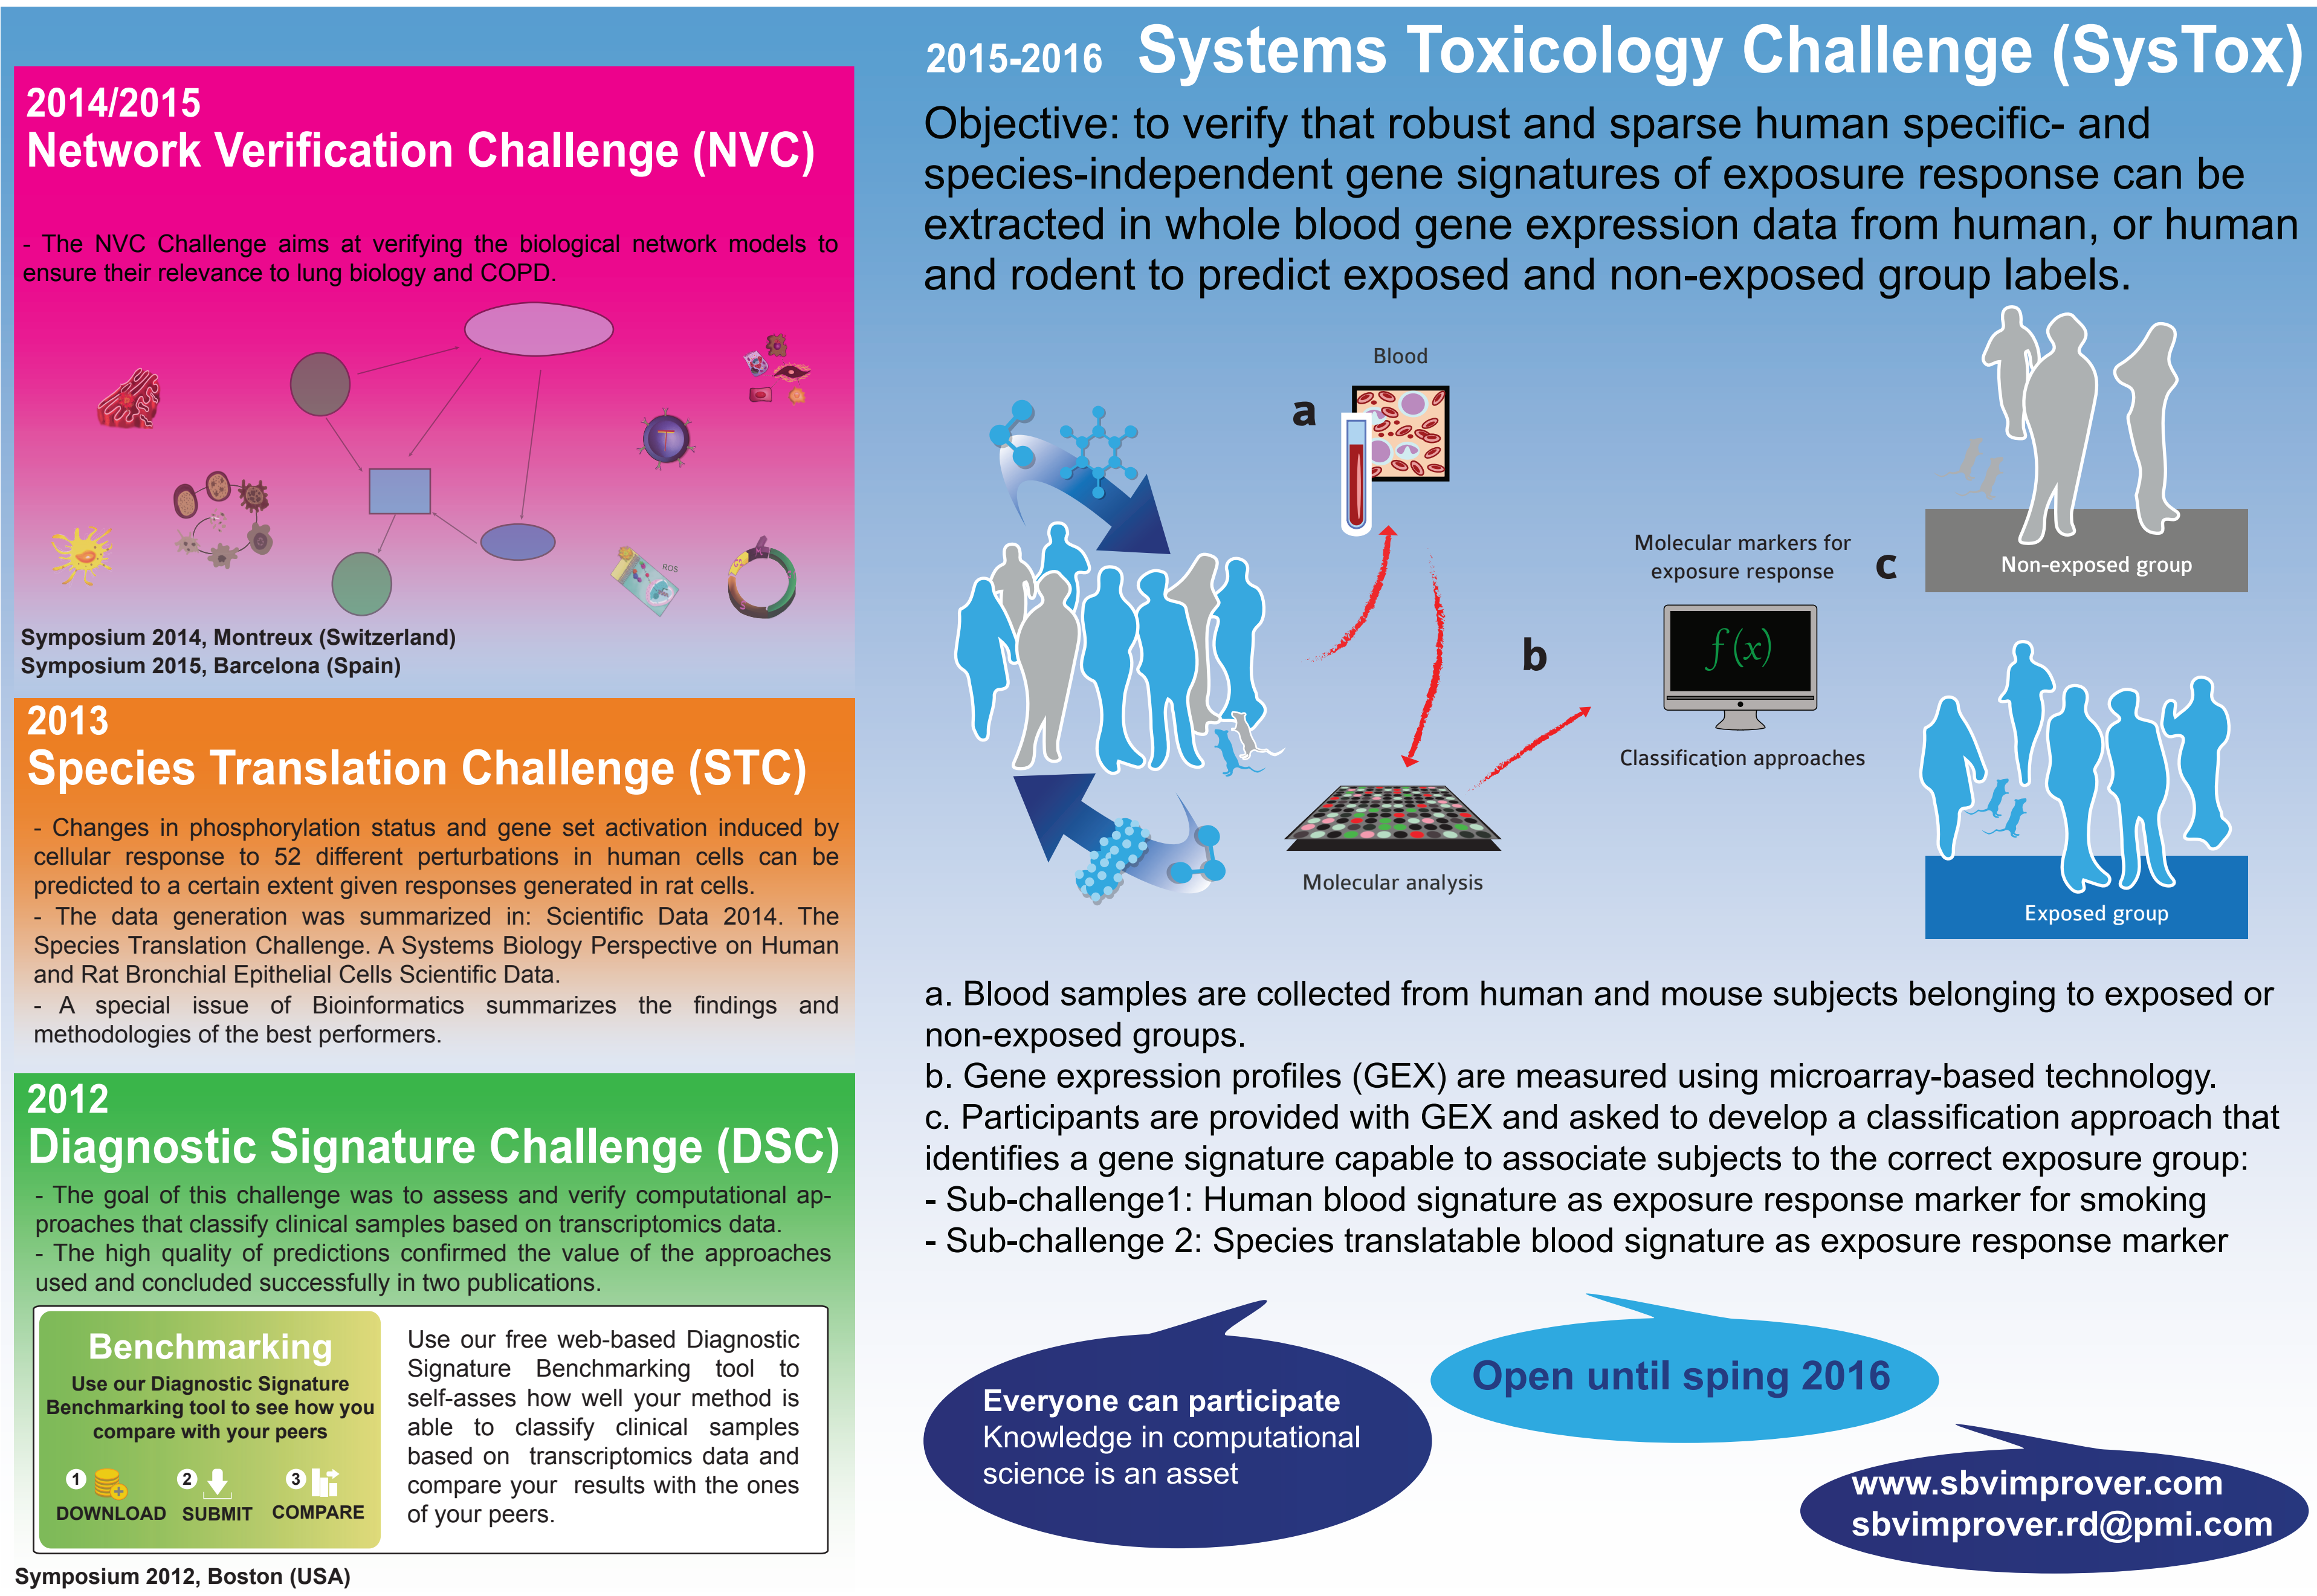 2014/2015
Network Verification Challenge (NVC)
- The NVC Challenge aims at verifying the biological network models to
ensure their relevance to lung biology and COPD.
T
ROS
Symposium 2014, Montreux (Switzerland)
Symposium 2015, Barcelona (Spain)
2013
Species Translation Challenge (STC)
- Changes in phosphorylation status and gene set activation induced by
cellular response to 52 different perturbations in human cells can be
predicted to a certain extent given responses generated in rat cells.
- The data generation was summarized in: Scientific Data 2014. The
Species Translation Challenge. A Systems Biology Perspective on Human
and Rat Bronchial Epithelial Cells Scientific Data.
- A special issue of Bioinformatics summarizes the findings and
methodologies of the best performers.
2012
Diagnostic Signature Challenge (DSC)
- The goal of this challenge was to assess and verify computational ap-
proaches that classify clinical samples based on transcriptomics data.
- The high quality of predictions confirmed the value of the approaches
used and concluded successfully in two publications.
Benchmarking
Use our Diagnostic Signature
Benchmarking tool to see how you
compare with your peers
1 2 3
DOWNLOAD SUBMIT COMPARE
Use our free web-based Diagnostic
Signature Benchmarking tool to
self-asses how well your method is
able to classify clinical samples
based on transcriptomics data and
compare your results with the ones
of your peers.
Symposium 2012, Boston (USA)
2015-2016 Systems Toxicology Challenge (SysTox)
Objective: to verify that robust and sparse human specific- and
species-independent gene signatures of exposure response can be
extracted in whole blood gene expression data from human, or human
and rodent to predict exposed and non-exposed group labels.
Blood
a
Molecular markers for
exposure response
c
Non-exposed group
b
f(x)
Classification approaches
Molecular analysis
Exposed group
a. Blood samples are collected from human and mouse subjects belonging to exposed or
non-exposed groups.
b. Gene expression profiles (GEX) are measured using microarray-based technology.
c. Participants are provided with GEX and asked to develop a classification approach that
identifies a gene signature capable to associate subjects to the correct exposure group:
- Sub-challenge1: Human blood signature as exposure response marker for smoking
- Sub-challenge 2: Species translatable blood signature as exposure response marker
Everyone can participate
Knowledge in computational
science is an asset
Open until sping 2016
www.sbvimprover.com
sbvimprover.rd@pmi.com